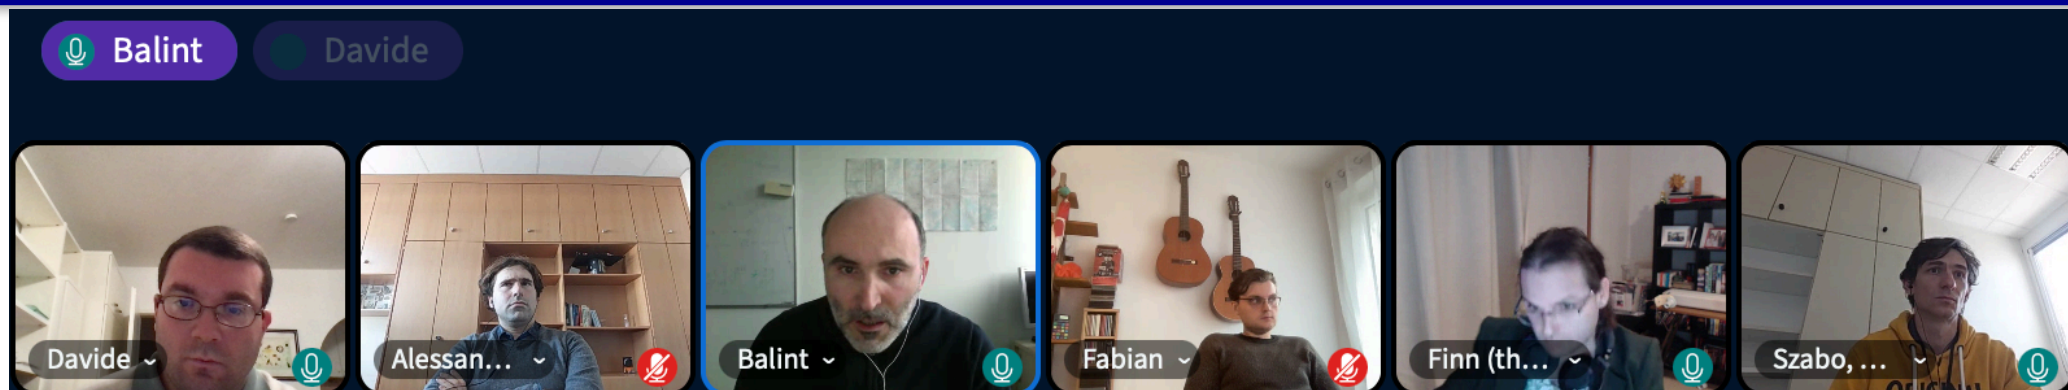 Balint Davide
Davide Alessan... Balint Fabian Finn (th... Szabo, ...